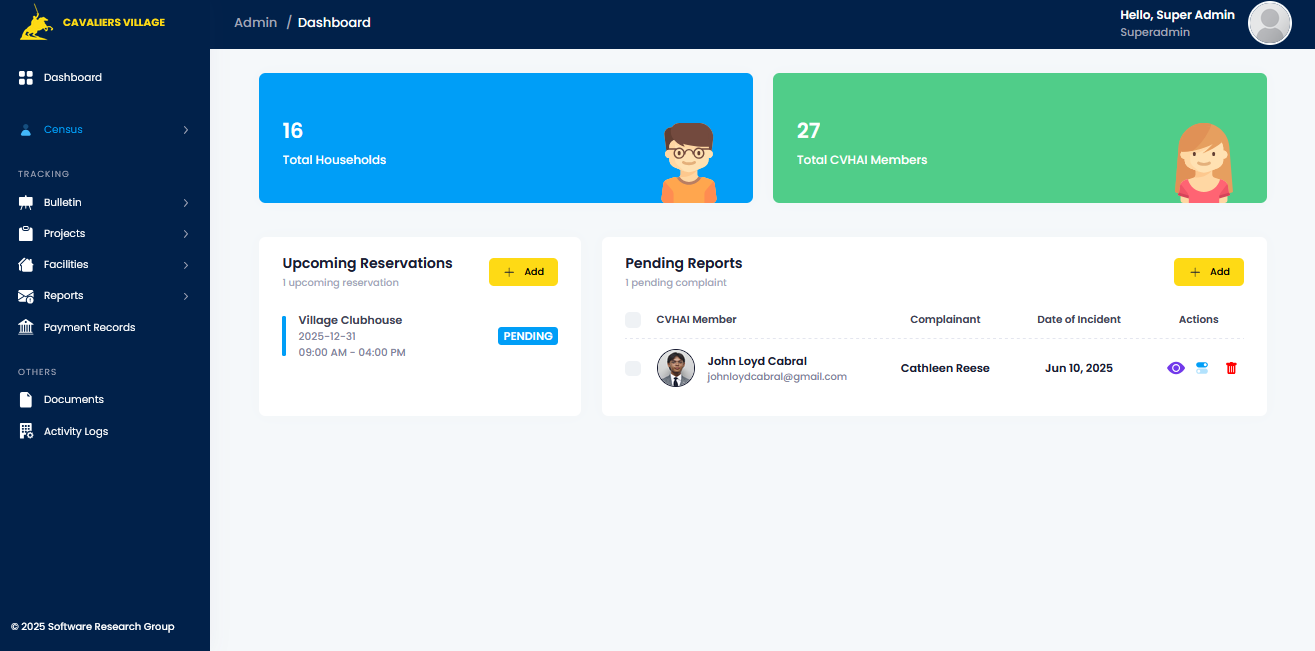 CAVALIERS VILLAGE
Admin / Dashboard
Hello, Super Admin
Superadmin
Dashboard
Census
TRACKING
Bulletin
Projects
Facilities
Reports
Payment Records
OTHERS
Documents
Activity Logs
© 2025 Software Research Group
16
Total Households
27
Total CVHAI Members
Upcoming Reservations
1 upcoming reservation
+ Add
Village Clubhouse
2025-12-31
09:00 AM - 04:00 PM
PENDING
Pending Reports
1 pending complaint
+ Add
CVHAI Member Complainant Date of Incident Actions
John Loyd Cabral
johnloydcabral@gmail.com
Cathleen Reese
Jun 10, 2025